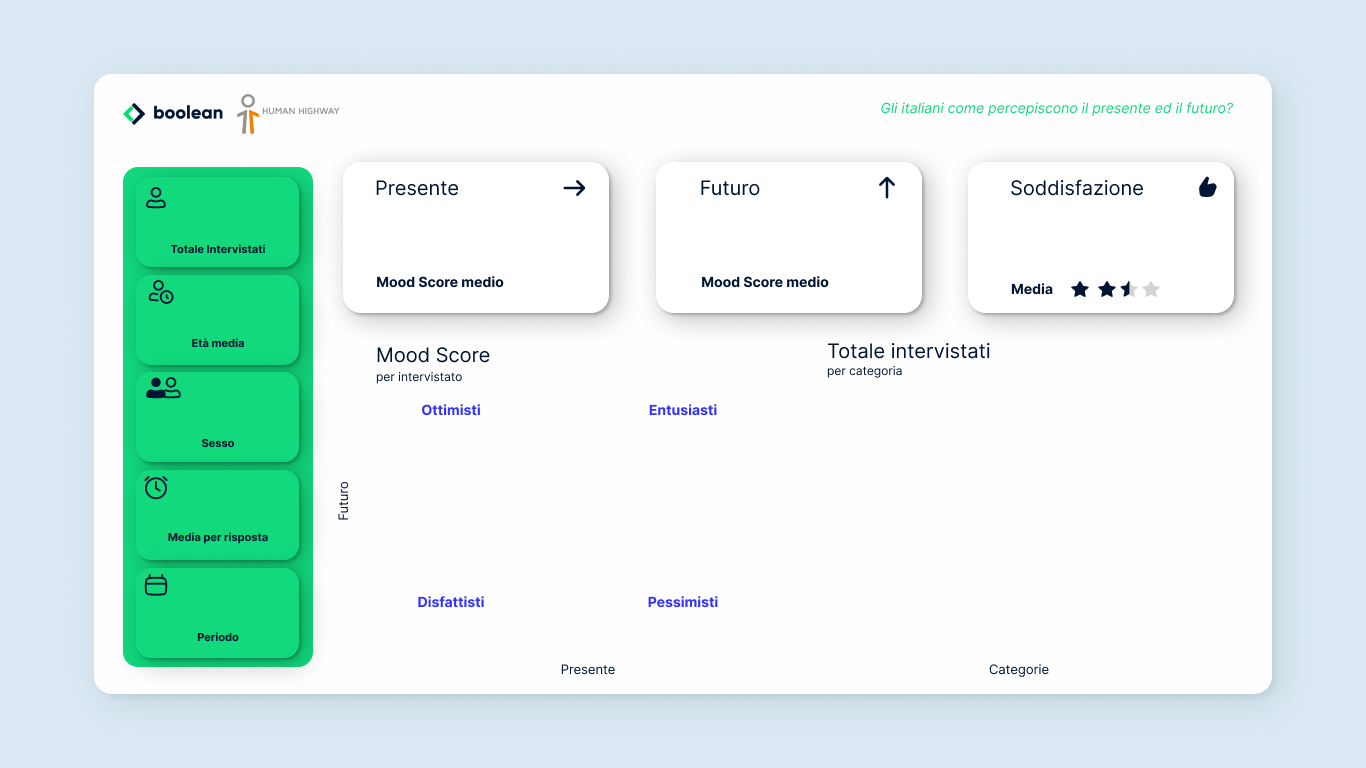 boolean
HUMAN HIGHWAY
Gli italiani come percepiscono il presente ed il futuro?
Totale Intervistati
Età media
Sesso
Media per risposta
Periodo
Presente
Mood Score medio
Futuro
Mood Score medio
Soddisfazione
Media
Mood Score
per intervistato
Ottimisti
Entusiasti
Futuro
Disfattisti
Pessimisti
Presente
Totale intervistati
per categoria
Categorie